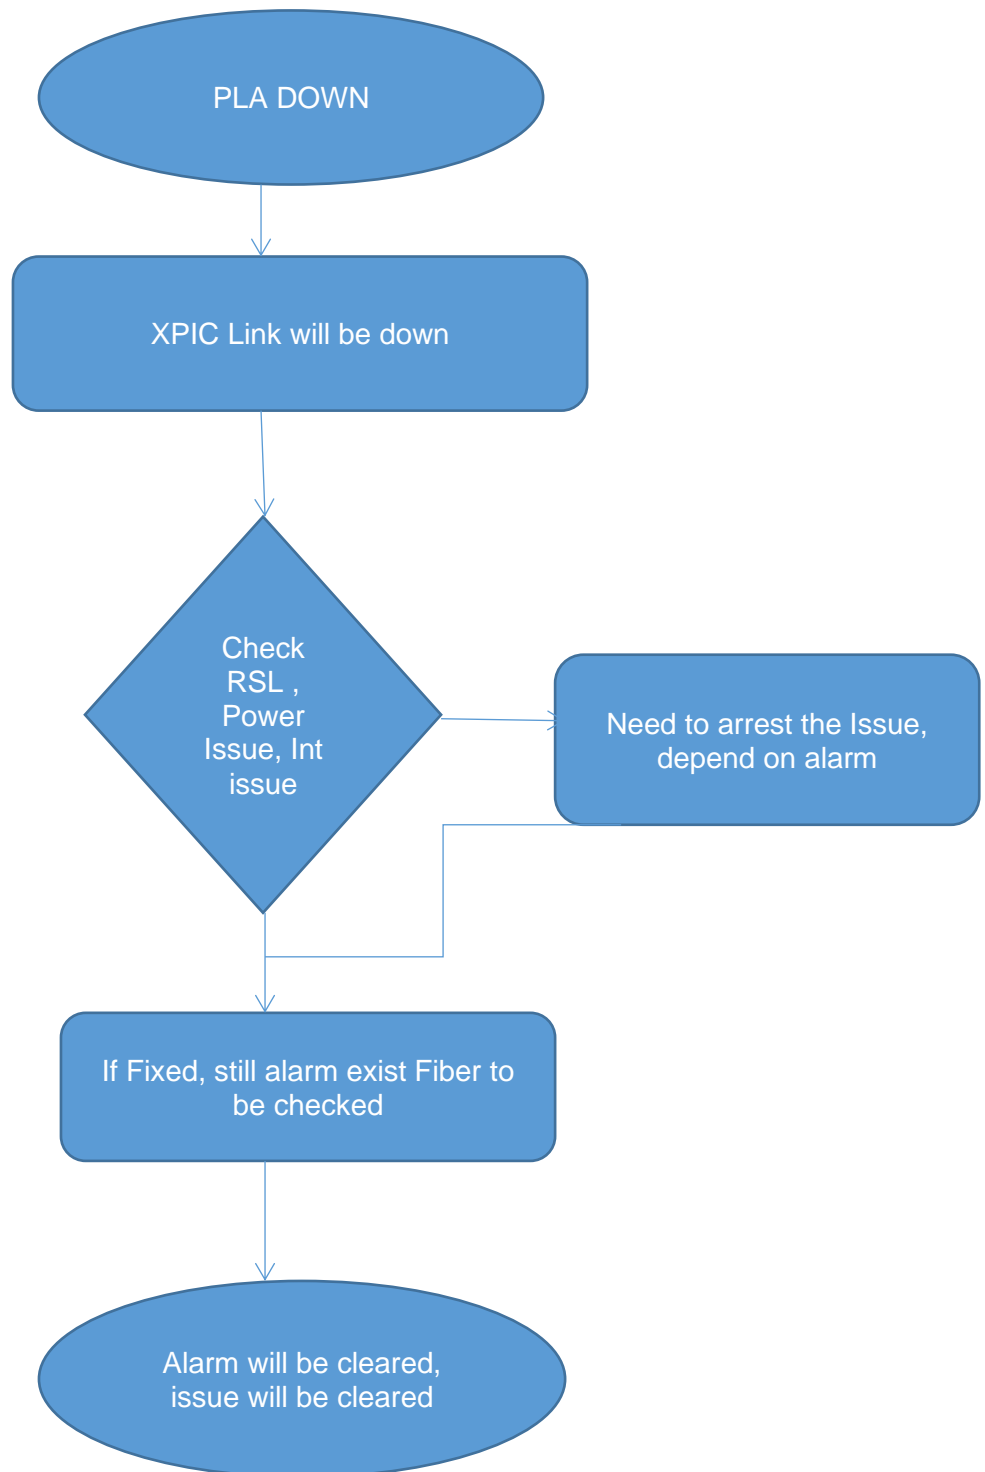 PLA DOWN
XPIC Link will be down
Check
RSL ,
Power
Issue, Int
issue
Need to arrest the Issue,
depend on alarm
If Fixed, still alarm exist Fiber to
be checked
Alarm will be cleared,
issue will be cleared